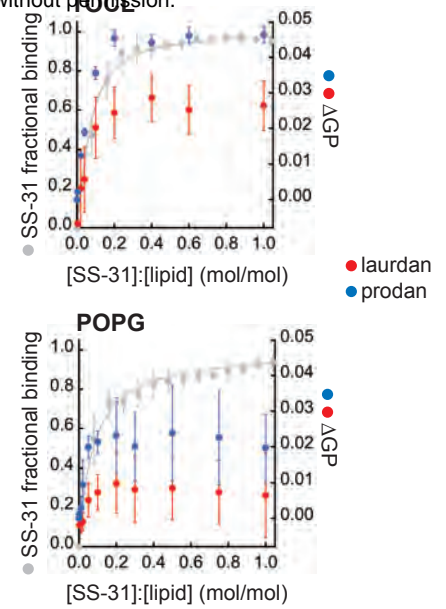 without permission.
TOCL
1.0
0.8
0.6
0.4
0.2
0.0
SS-31 fractional binding
0.05
0.04
0.03
0.02
0.01
0.00
ΔGP
0.0 0.2 0.4 0.6 0.8 1.0
[SS-31]:[lipid] (mol/mol)
laurdan
prodan
POPG
1.0
0.8
0.6
0.4
0.2
0.0
SS-31 fractional binding
0.05
0.04
0.03
0.02
0.01
0.00
ΔGP
0.0 0.2 0.4 0.6 0.8 1.0
[SS-31]:[lipid] (mol/mol)